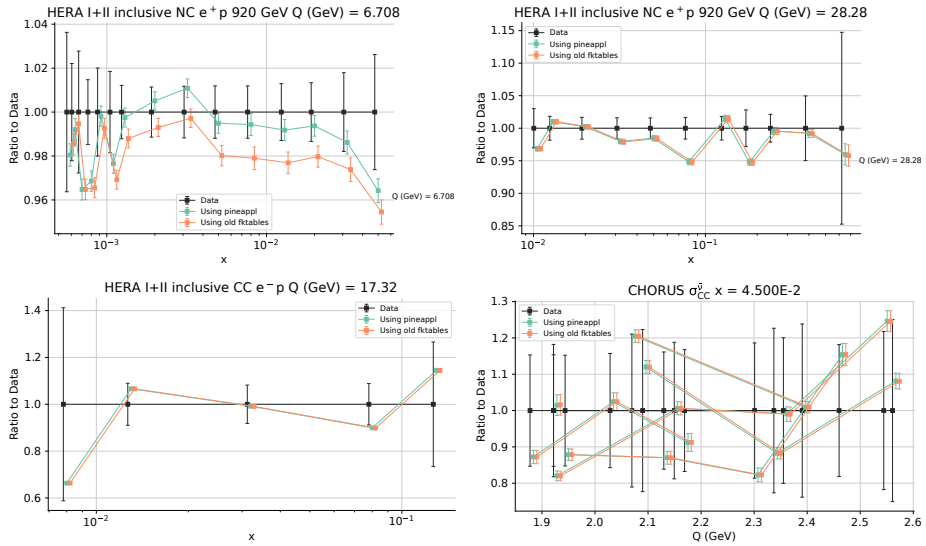 HERA I+II inclusive NC e⁺p 920 GeV Q (GeV) = 6.708
1.04
1.02
1.00
0.98
0.96
Ratio to Data
Data
Using pineappl
Using old fktables
Q (GeV) = 6.708
10⁻³
10⁻²
x
HERA I+II inclusive NC e⁺p 920 GeV Q (GeV) = 28.28
1.10
1.05
1.00
0.95
0.90
0.85
Ratio to Data
Data
Using pineappl
Using old fktables
Q (GeV) = 28.28
10⁻²
10⁻¹
x
HERA I+II inclusive CC e⁻p Q (GeV) = 17.32
1.4
1.2
1.0
0.8
0.6
Ratio to Data
Data
Using pineappl
Using old fktables
10⁻²
10⁻¹
x
CHORUS σ_CC^ν̄ x = 4.500E-2
1.3
1.2
1.1
1.0
0.9
0.8
Ratio to Data
Data
Using pineappl
Using old fktables
1.9
2.0
2.1
2.2
2.3
2.4
2.5
2.6
Q (GeV)